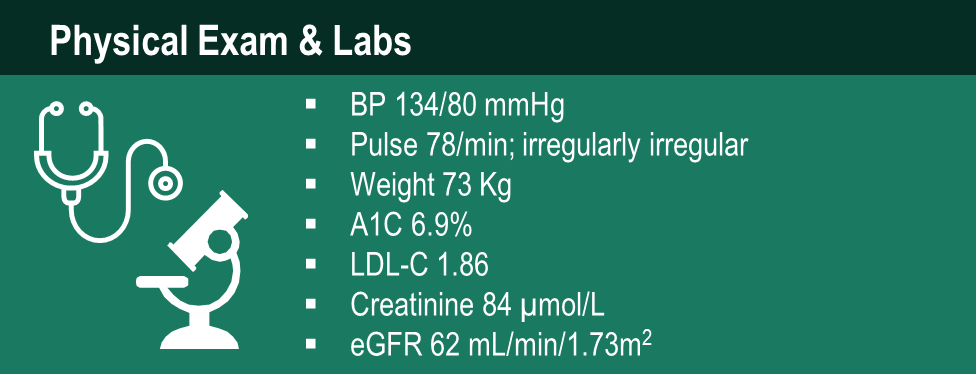 Physical Exam & Labs
▪ BP 134/80 mmHg
▪ Pulse 78/min; irregularly irregular
▪ Weight 73 Kg
▪ A1C 6.9%
▪ LDL-C 1.86
▪ Creatinine 84 µmol/L
▪ eGFR 62 mL/min/1.73m²